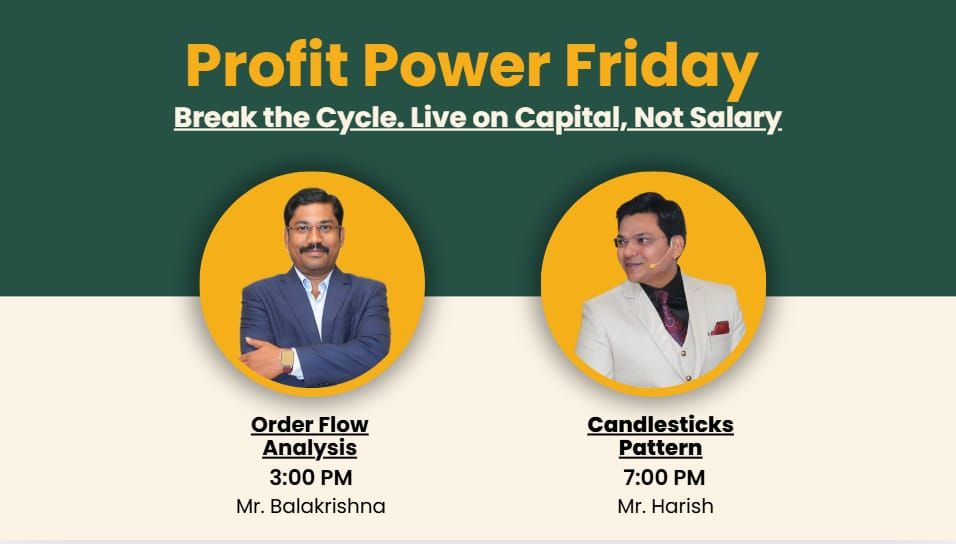 Profit Power Friday
Break the Cycle. Live on Capital, Not Salary
Order Flow
Analysis
3:00 PM
Mr. Balakrishna
Candlesticks
Pattern
7:00 PM
Mr. Harish